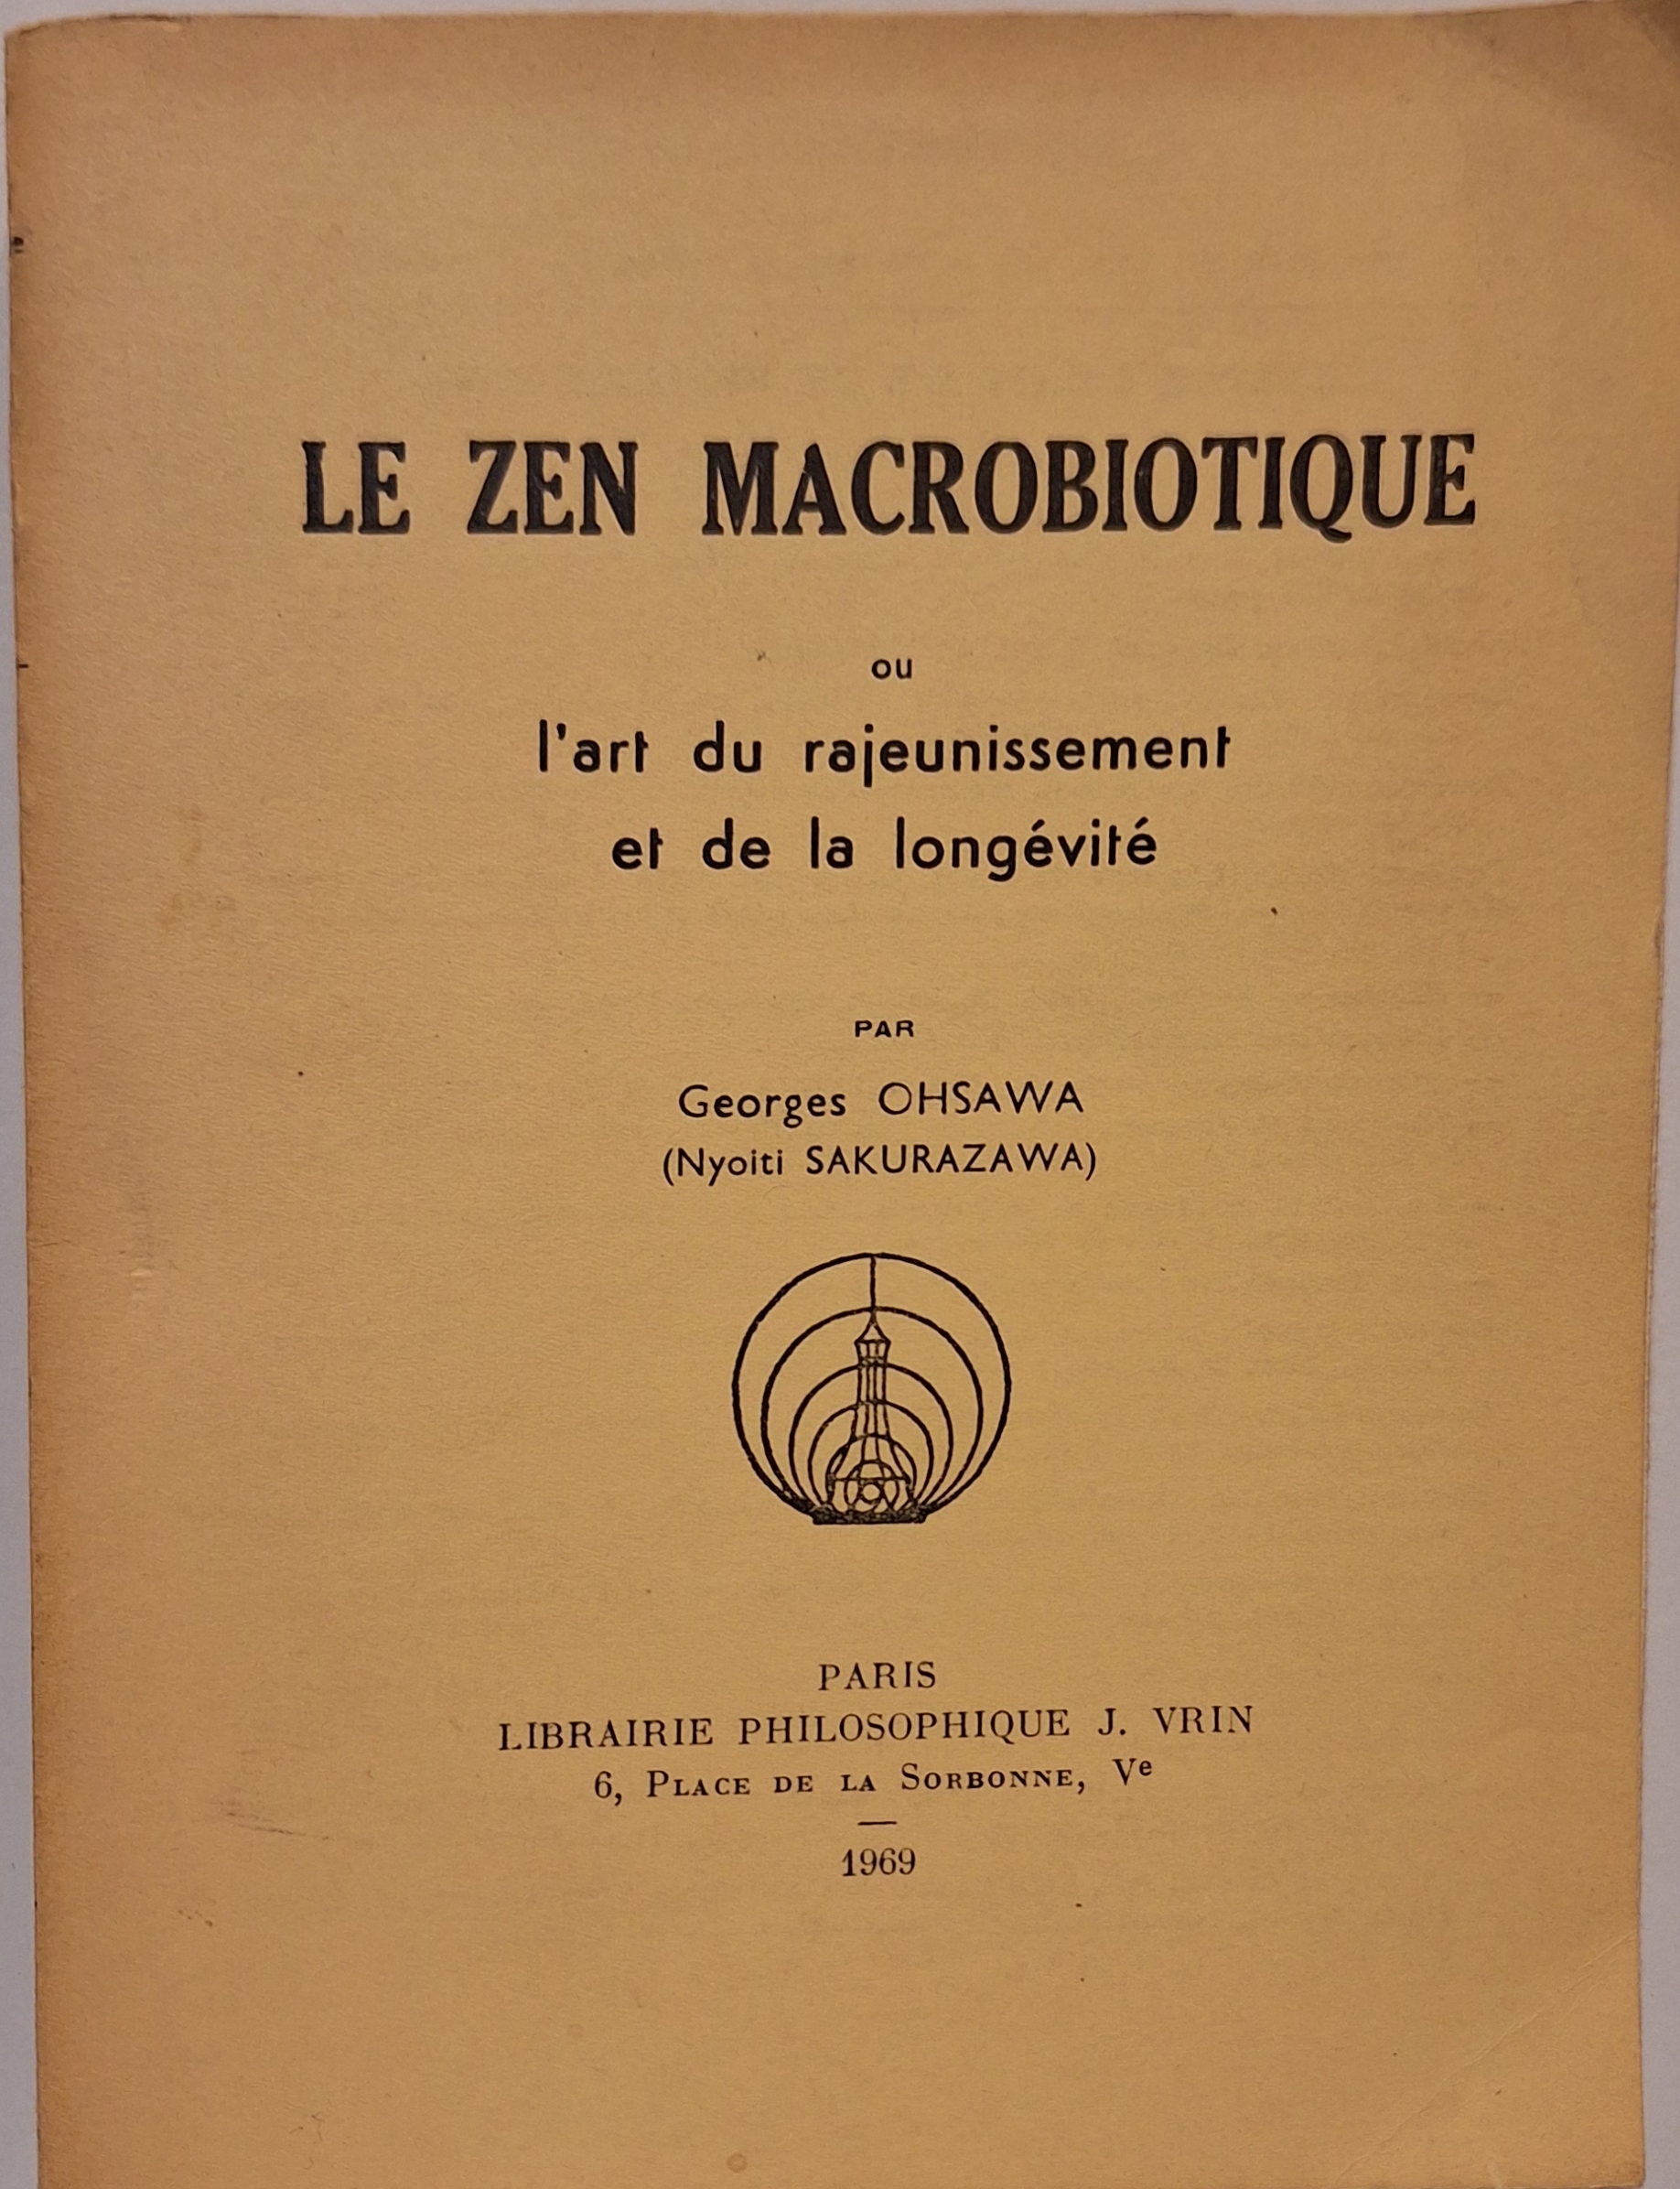 LE ZEN MACROBIOTIQUE
ou
l'art du rajeunissement
et de la longévité
PAR
Georges OHSAWA
(Nyoiti SAKURAZAWA)
PARIS
LIBRAIRIE PHILOSOPHIQUE J. VRIN
6, PLACE DE LA SORBONNE, Ve
1969